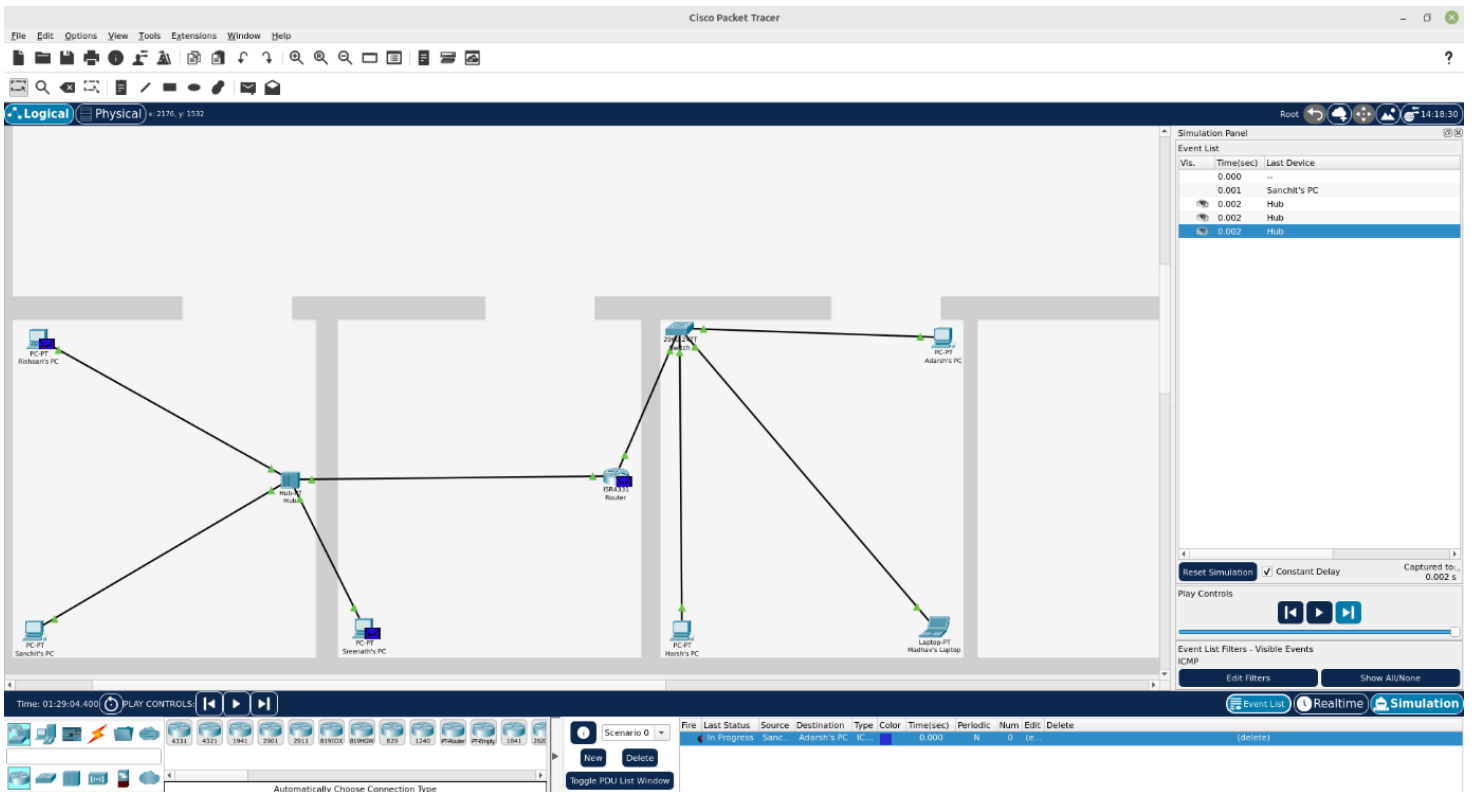 Cisco Packet Tracer
File Edit Options View Tools Extensions Window Help
?
Logical Physical x: 2176, y: 1532
Root 14:18:30
Simulation Panel
Event List
Vis. Time(sec) Last Device
0.000 --
0.001 Sanchit's PC
0.002 Hub
0.002 Hub
0.002 Hub
PC-PT
Rishoan's PC
2960-24TT
Switch
PC-PT
Adarsh's PC
Hub-PT
Hub
ISR4331
Router
PC-PT
Sanchit's PC
PC-PT
Sreenath's PC
PC-PT
Harsh's PC
Laptop-PT
Madhav's Laptop
Reset Simulation Constant Delay
Captured to:
0.002 s
Play Controls
Event List Filters - Visible Events
ICMP
Edit Filters Show All/None
Time: 01:29:04.400 PLAY CONTROLS:
Event List Realtime Simulation
4331 4321 1941 2901 2911 819IOX 819HGW 829 1240 PT-Router PT-Empty 1841
Automatically Choose Connection Type
Scenario 0
New Delete
Toggle PDU List Window
Fire Last Status Source Destination Type Color Time(sec) Periodic Num Edit Delete
In Progress Sanc... Adarsh's PC IC... 0.000 N 0 (e... (delete)